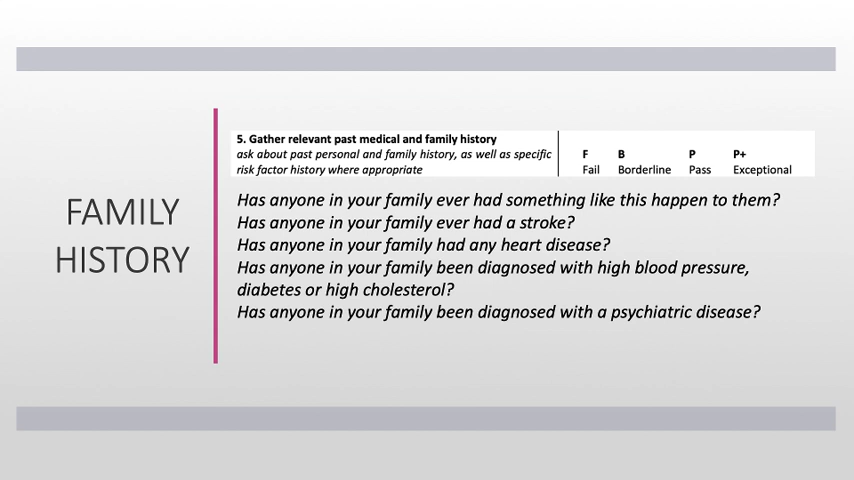 FAMILY
HISTORY
5. Gather relevant past medical and family history
ask about past personal and family history, as well as specific
risk factor history where appropriate
F B P P+
Fail Borderline Pass Exceptional
Has anyone in your family ever had something like this happen to them?
Has anyone in your family ever had a stroke?
Has anyone in your family had any heart disease?
Has anyone in your family been diagnosed with high blood pressure,
diabetes or high cholesterol?
Has anyone in your family been diagnosed with a psychiatric disease?